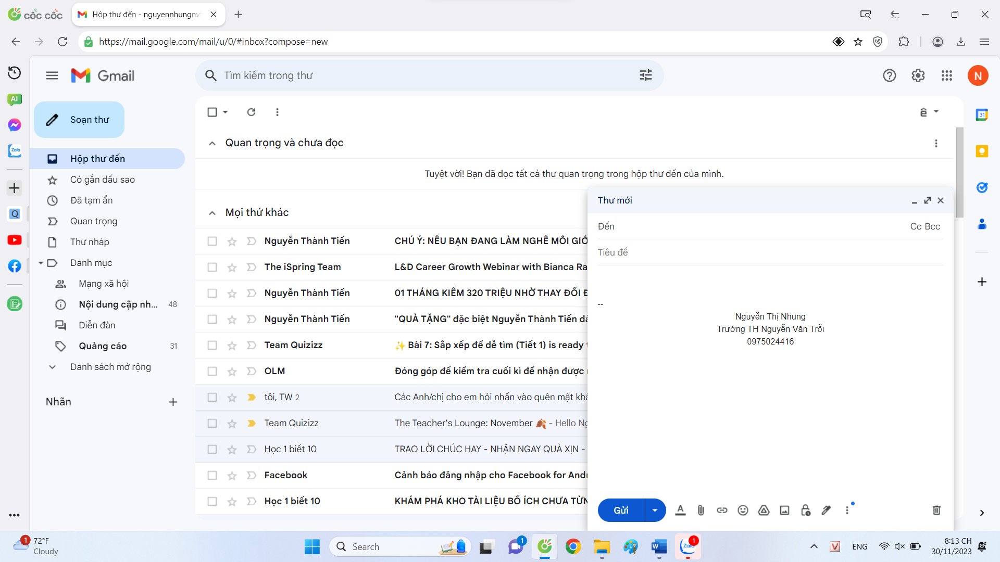 cốc cốc
Hộp thư đến - nguyennhungnv
https://mail.google.com/mail/u/0/#inbox?compose=new
Gmail
Tìm kiếm trong thư
N
AI
Zalo
Q
Soạn thư
Hộp thư đến
Có gắn dấu sao
Đã tạm ẩn
Quan trọng
Thư nháp
Danh mục
Mạng xã hội
Nội dung cập nh... 48
Diễn đàn
Quảng cáo 31
Danh sách mở rộng
Nhãn
ê
31
Quan trọng và chưa đọc
Tuyệt vời! Bạn đã đọc tất cả thư quan trọng trong hộp thư đến của mình.
Mọi thứ khác
Nguyễn Thành Tiến CHÚ Ý: NẾU BẠN ĐANG LÀM NGHỀ MÔI GIỚ
The iSpring Team L&D Career Growth Webinar with Bianca Ra
Nguyễn Thành Tiến 01 THÁNG KIẾM 320 TRIỆU NHỜ THAY ĐỔI
Nguyễn Thành Tiến "QUÀ TẶNG" đặc biệt Nguyễn Thành Tiến dà
Team Quizizz ✨ Bài 7: Sắp xếp để dễ tìm (Tiết 1) is ready
OLM Đóng góp đề kiểm tra cuối kì để nhận được
tôi, TW 2 Các Anh/chị cho em hỏi nhấn vào quên mật khẩ
Team Quizizz The Teacher's Lounge: November 🍂 - Hello Ng
Học 1 biết 10 TRAO LỜI CHÚC HAY - NHẬN NGAY QUÀ XỊN -
Facebook Cảnh báo đăng nhập cho Facebook for Andr
Học 1 biết 10 KHÁM PHÁ KHO TÀI LIỆU BỔ ÍCH CHƯA TỪN
Thư mới
Đến Cc Bcc
Tiêu đề
--
Nguyễn Thị Nhung
Trường TH Nguyễn Văn Trỗi
0975024416
Gửi
1
72°F
Cloudy
Search
1
W
Zalo
1
V
ENG
8:13 CH
30/11/2023